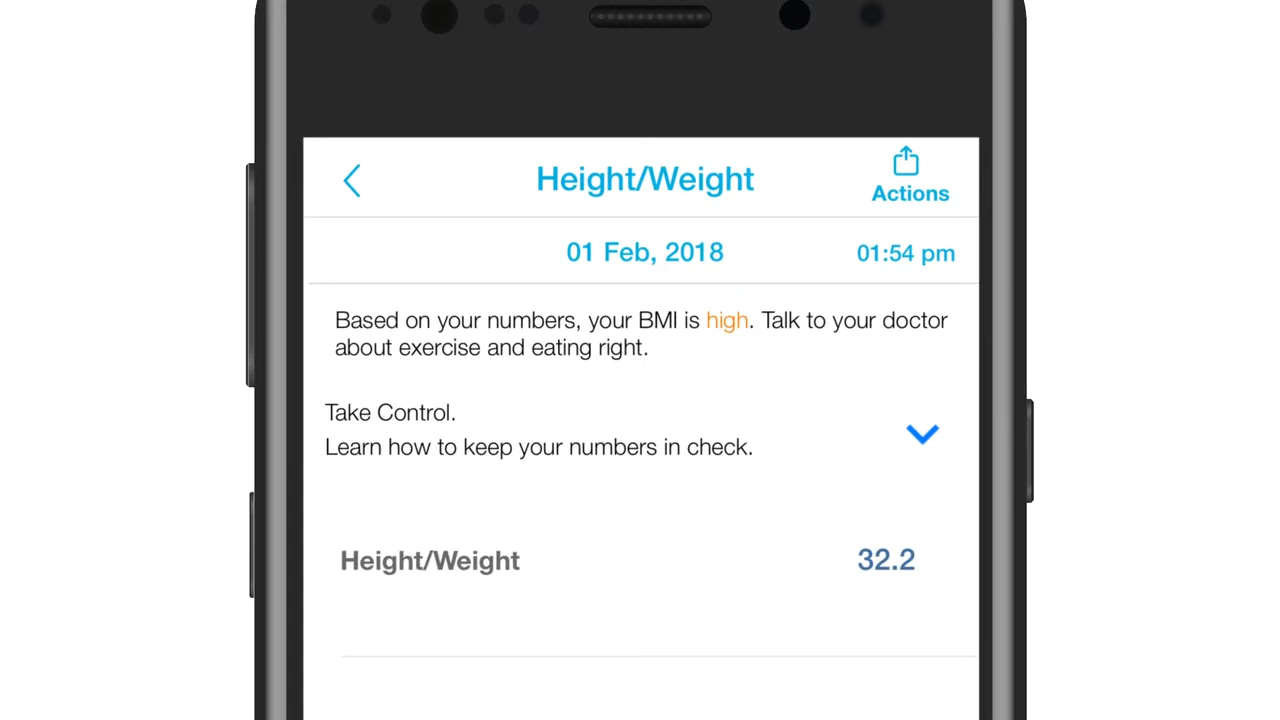 Height/Weight
Actions
01 Feb, 2018 01:54 pm
Based on your numbers, your BMI is high. Talk to your doctor
about exercise and eating right.
Take Control.
Learn how to keep your numbers in check.
Height/Weight 32.2